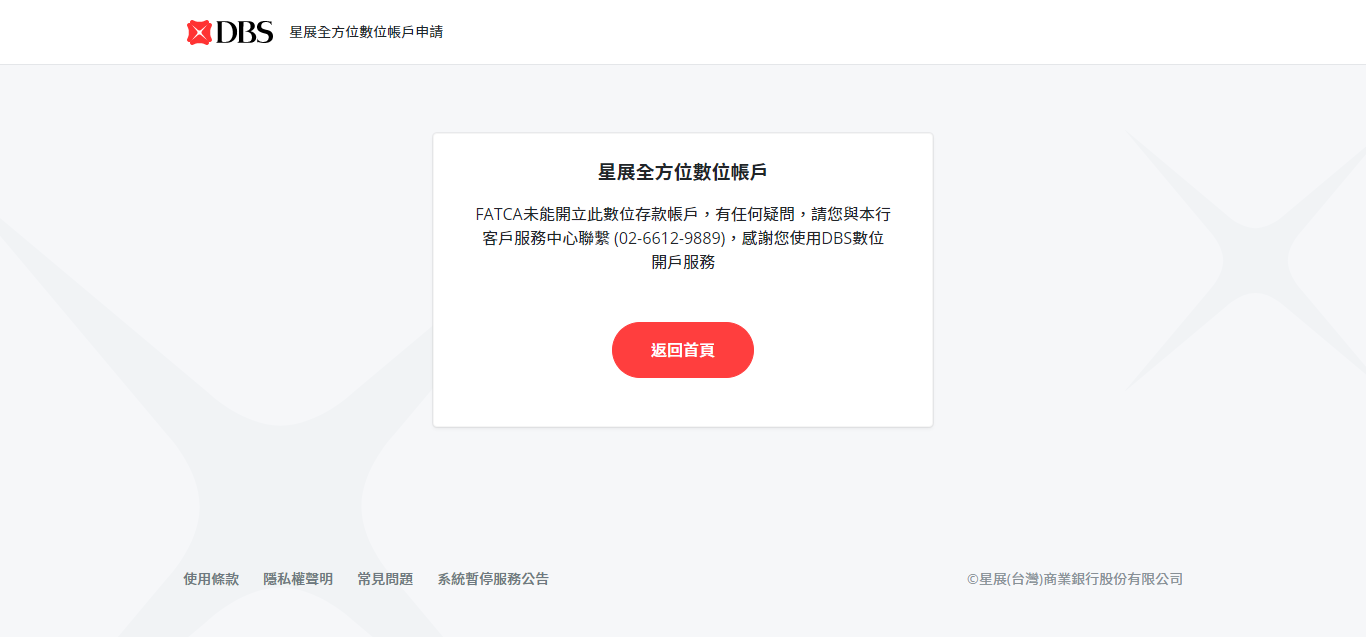 DBS 星展全方位數位帳戶申請
星展全方位數位帳戶
FATCA未能開立此數位存款帳戶，有任何疑問，請您與本行
客戶服務中心聯繫 (02-6612-9889)，感謝您使用DBS數位
開戶服務
返回首頁
使用條款 隱私權聲明 常見問題 系統暫停服務公告 ©星展(台灣)商業銀行股份有限公司